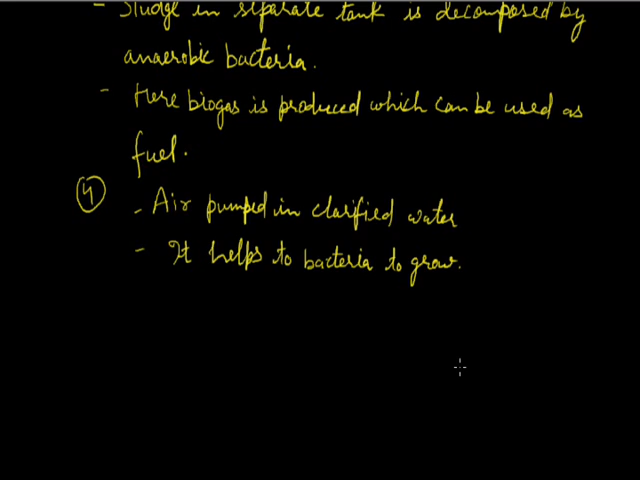 - Sludge in separate tank is decomposed by
anaerobic bacteria.
- Here biogas is produced which can be used as
fuel.
4
- Air pumped in clarified water
- It helps to bacteria to grow.